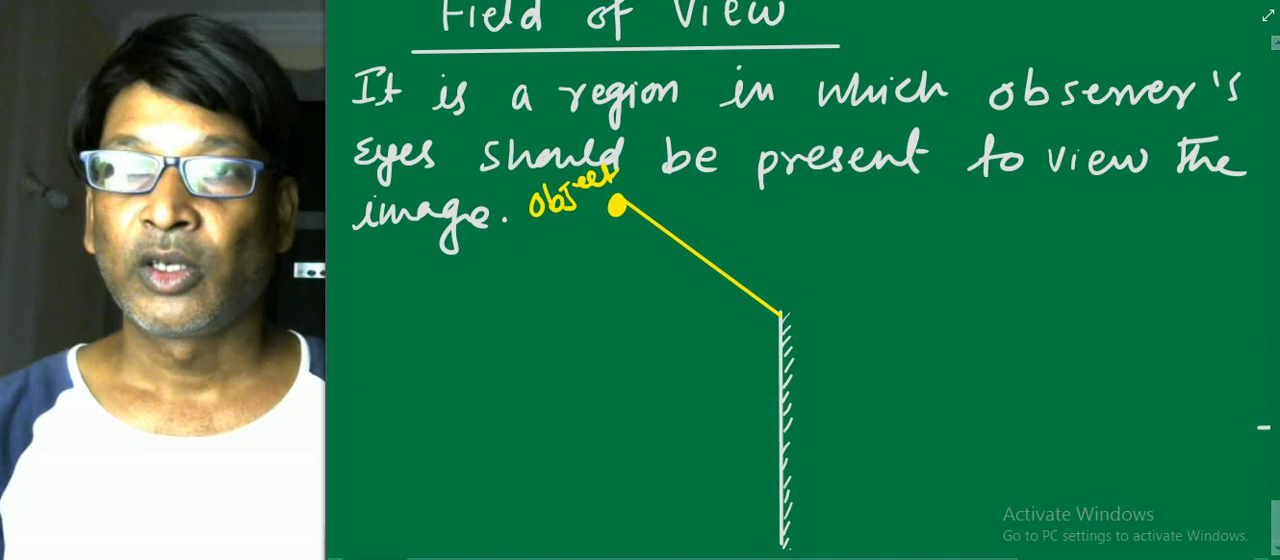 Field of View
It is a region in which observer's
Eyes should be present to view the
image.
Object
Activate Windows
Go to PC settings to activate Windows.